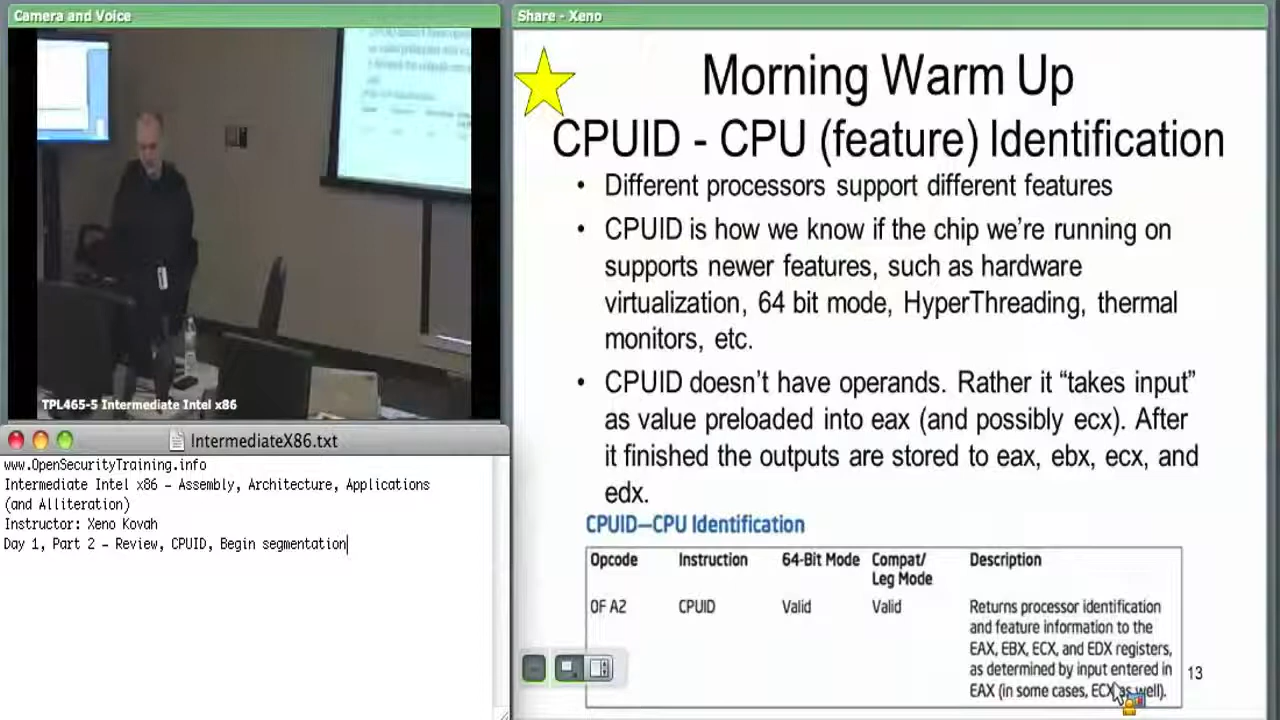 Camera and Voice
TPL465-5 Intermediate Intel x86
IntermediateX86.txt
www.OpenSecurityTraining.info
Intermediate Intel x86 – Assembly, Architecture, Applications
(and Alliteration)
Instructor: Xeno Kovah
Day 1, Part 2 – Review, CPUID, Begin segmentation
Share - Xeno
Morning Warm Up
CPUID - CPU (feature) Identification
• Different processors support different features
• CPUID is how we know if the chip we’re running on
supports newer features, such as hardware
virtualization, 64 bit mode, HyperThreading, thermal
monitors, etc.
• CPUID doesn’t have operands. Rather it “takes input”
as value preloaded into eax (and possibly ecx). After
it finished the outputs are stored to eax, ebx, ecx, and
edx.
CPUID—CPU Identification
Opcode Instruction 64-Bit Mode Compat/ Description
Leg Mode
0F A2 CPUID Valid Valid Returns processor identification
and feature information to the
EAX, EBX, ECX, and EDX registers,
as determined by input entered in
EAX (in some cases, ECX as well).
13